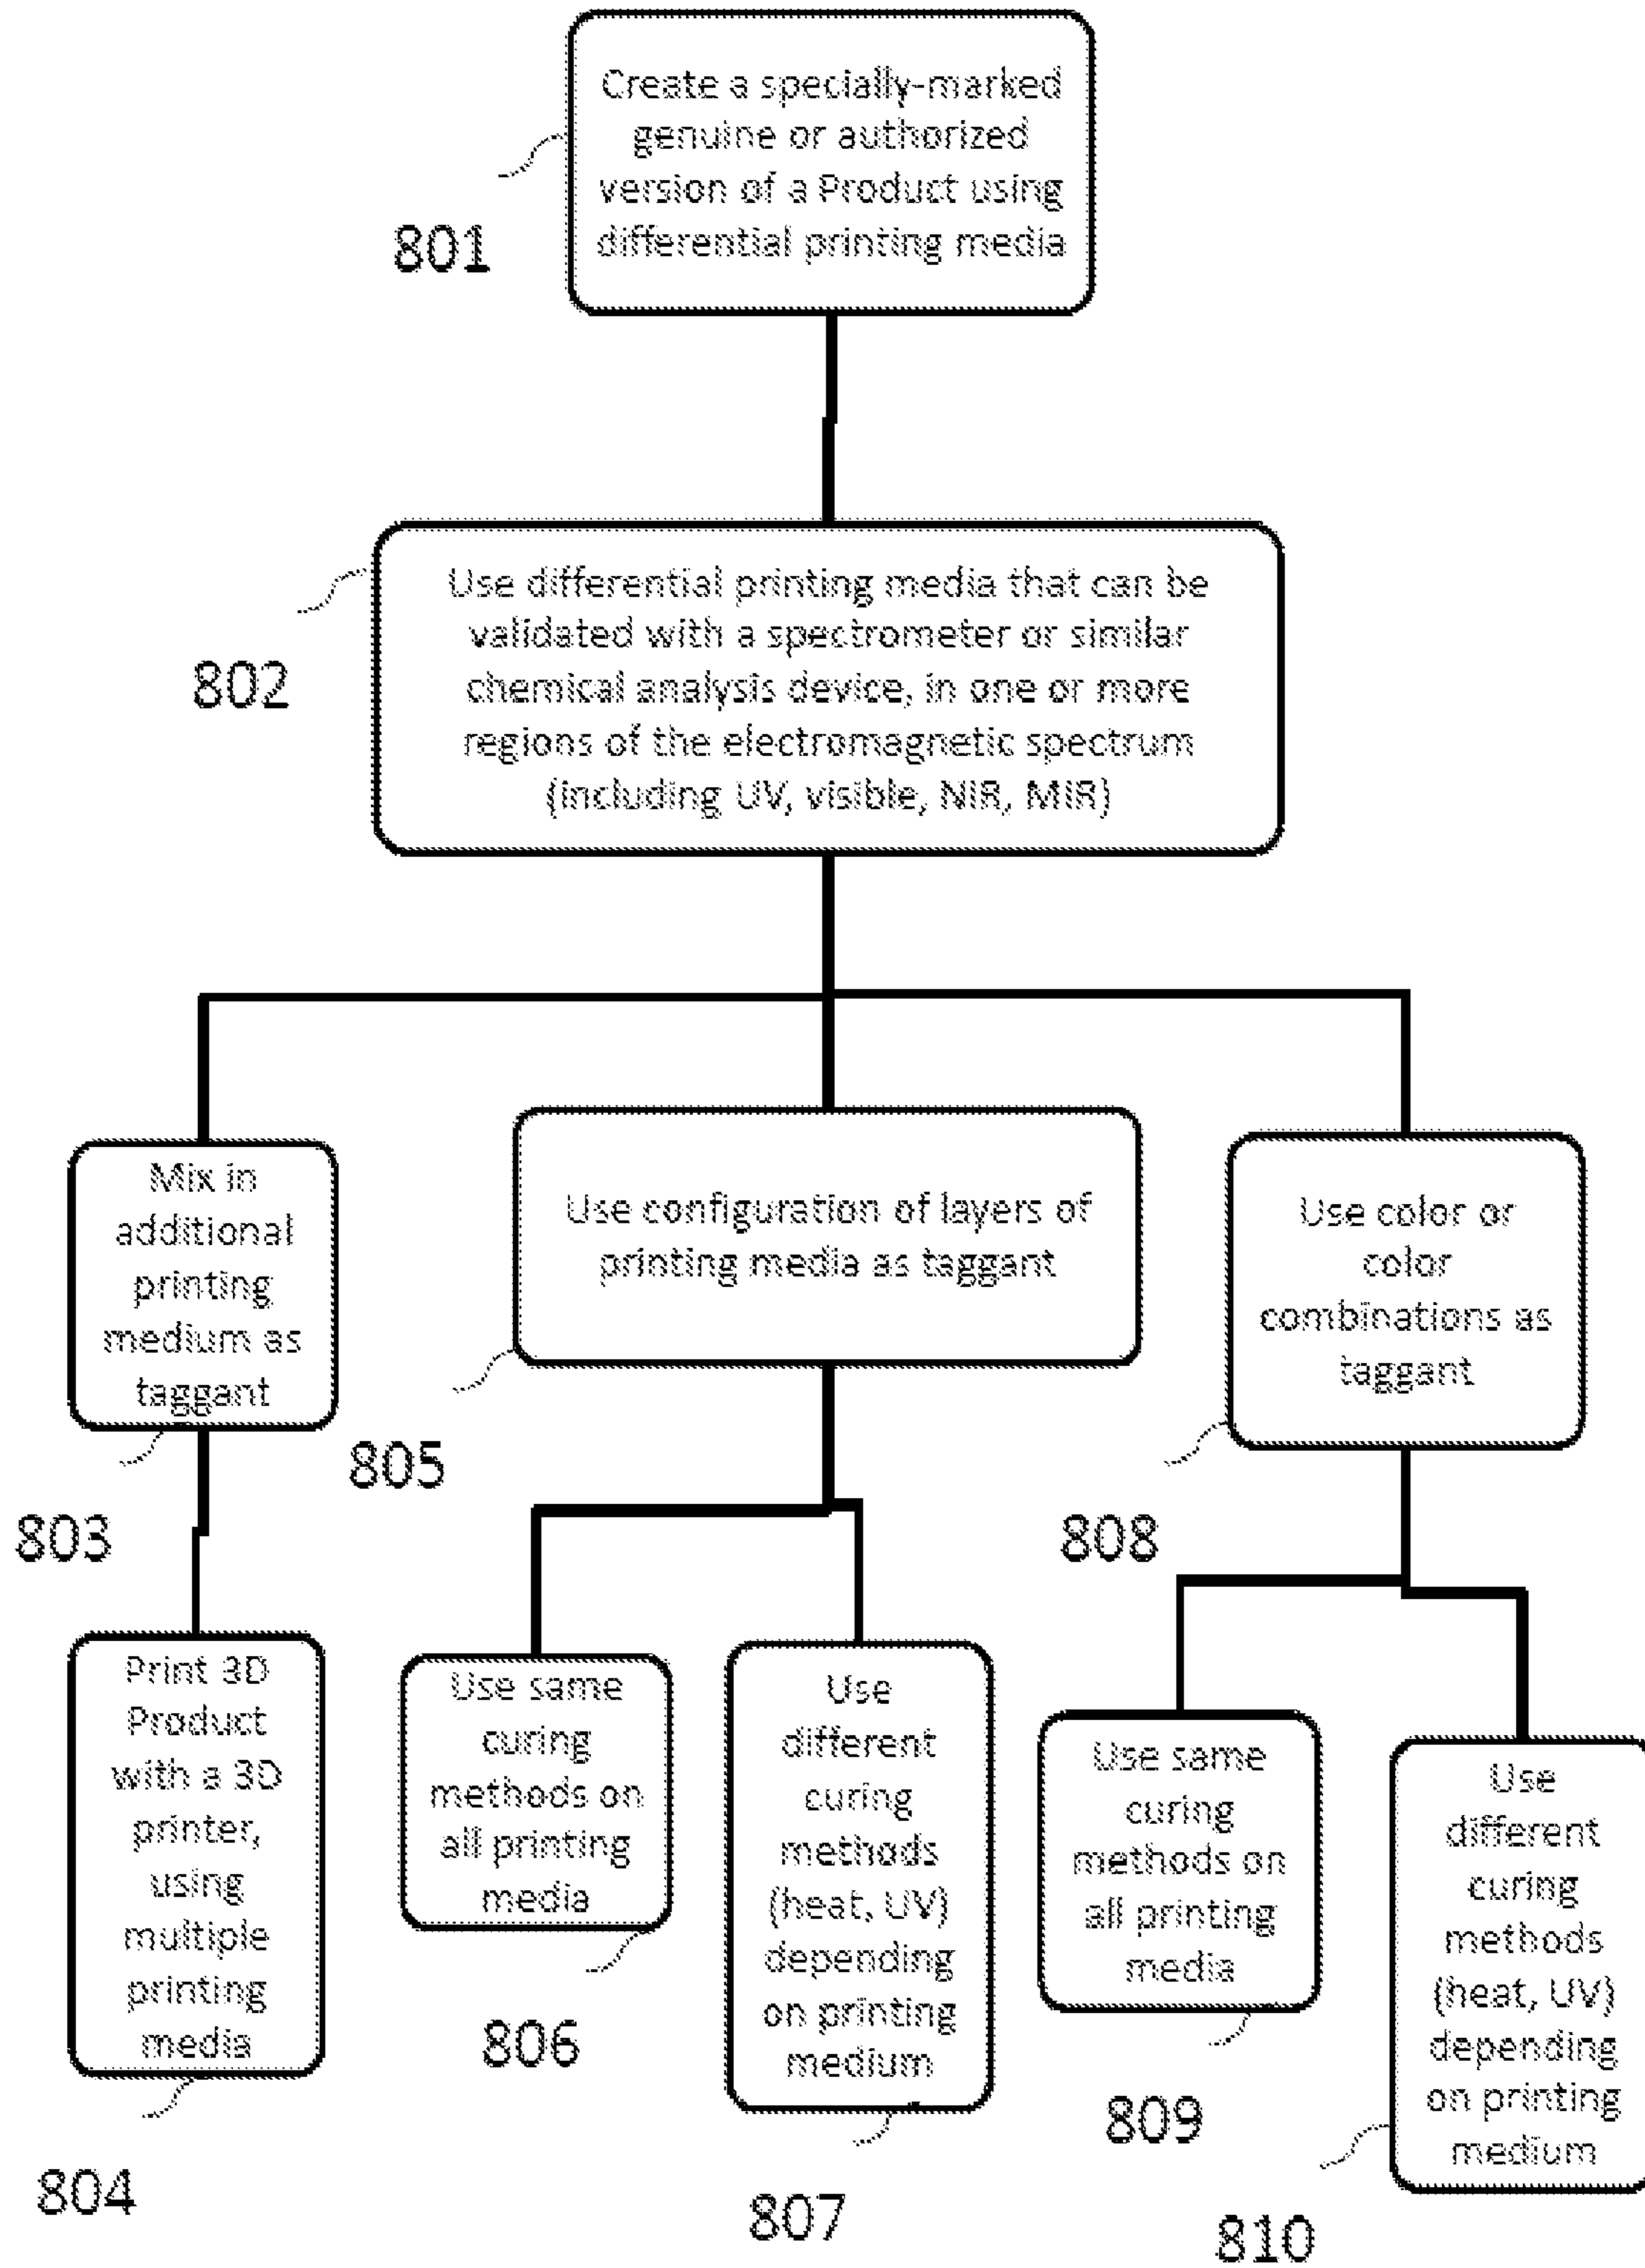 Create a specially-marked
genuine or authorized
version of a Product using
differential printing media
801
Use differential printing media that can be
validated with a spectrometer or similar
chemical analysis device, in one or more
regions of the electromagnetic spectrum
(including UV, visible, NIR, MIR)
802
Mix in
additional
printing
medium as
taggant
803
Use configuration of layers of
printing media as taggant
805
Use color or
color
combinations as
taggant
808
Print 3D
Product
with a 3D
printer,
using
multiple
printing
media
804
Use same
curing
methods on
all printing
media
806
Use
different
curing
methods
(heat, UV)
depending
on printing
medium
807
Use same
curing
methods on
all printing
media
809
Use
different
curing
methods
(heat, UV)
depending
on printing
medium
810